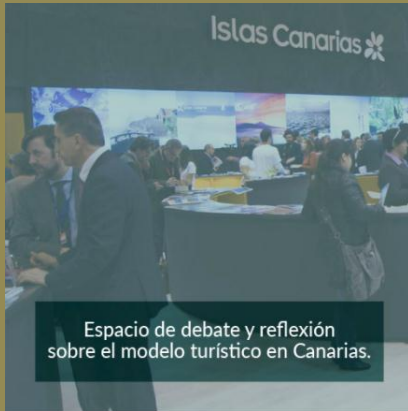 Islas Canarias
Espacio de debate y reflexión
sobre el modelo turístico en Canarias.